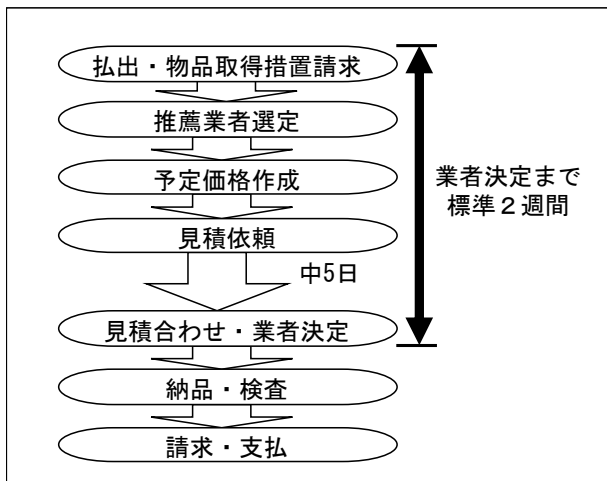 払出・物品取得措置請求
推薦業者選定
予定価格作成
見積依頼
中5日
見積合わせ・業者決定
納品・検査
請求・支払
業者決定まで
標準２週間